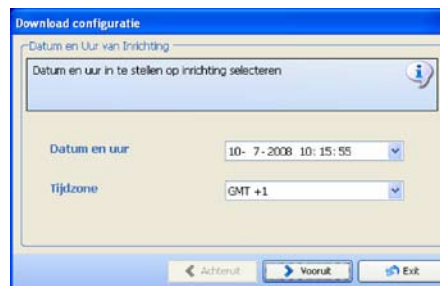 Download configuratie
Datum en Uur van Inrichting
Datum en uur in te stellen op inrichting selecteren
Datum en uur
10- 7-2008 10:15:55
Tijdzone
GMT +1
Achteruit
Vooruit
Exit